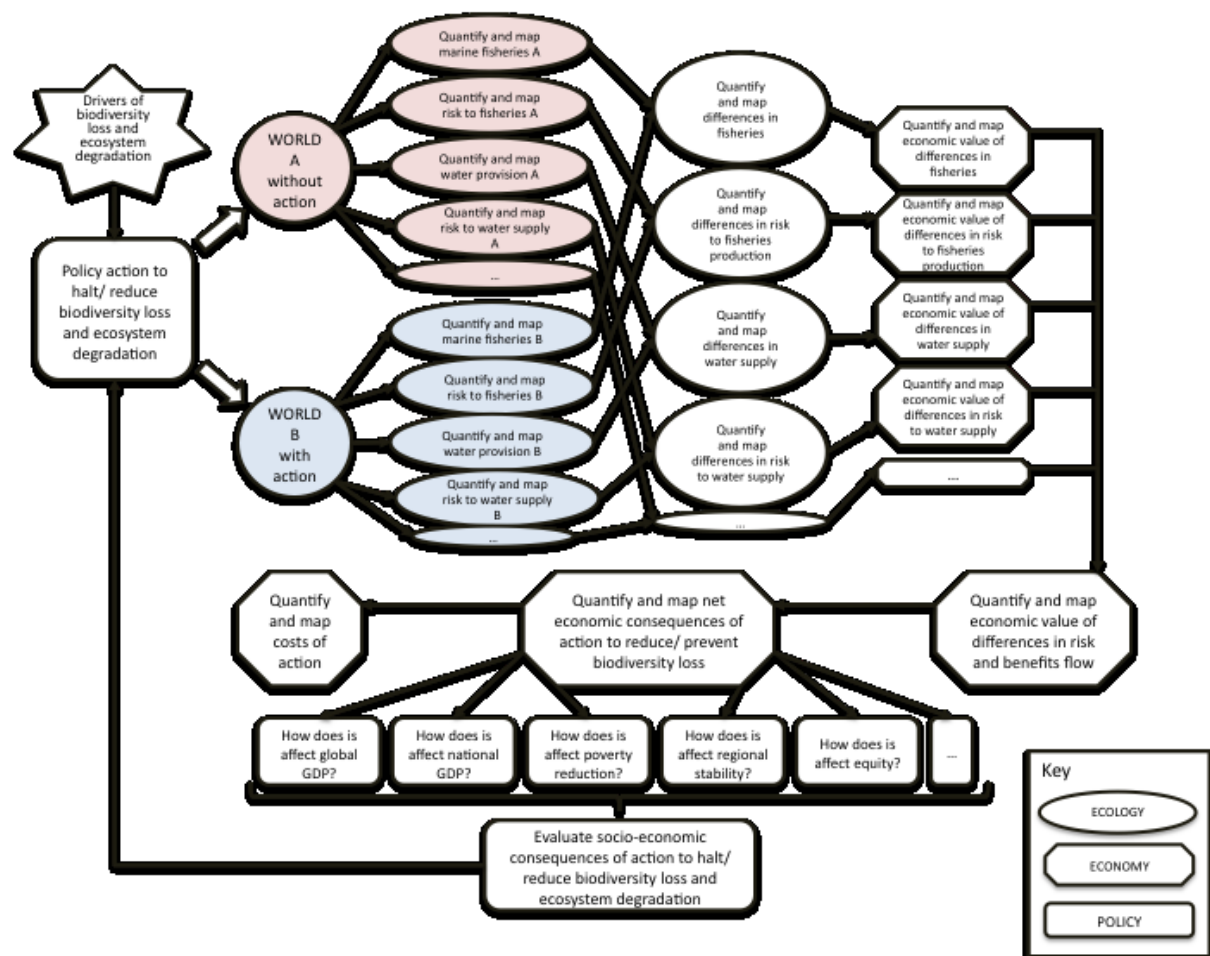 Drivers of
biodiversity
loss and
ecosystem
degradation
Policy action to
halt/ reduce
biodiversity loss
and ecosystem
degradation
WORLD
A
without
action
WORLD
B
with
action
Quantify and map
marine fisheries A
Quantify and map
risk to fisheries A
Quantify and map
water provision A
Quantify and map
risk to water supply
A
...
Quantify and map
marine fisheries B
Quantify and map
risk to fisheries B
Quantify and map
water provision B
Quantify and map
risk to water supply
B
...
Quantify
and map
differences in
fisheries
Quantify
and map
differences in risk
to fisheries
production
Quantify
and map
differences in
water supply
Quantify
and map
differences in risk
to water supply
...
Quantify and map
economic value of
differences in
fisheries
Quantify and map
economic value of
differences in risk
to fisheries
production
Quantify and map
economic value of
differences in
water supply
Quantify and map
economic value of
differences in risk
to water supply
....
Quantify
and map
costs of
action
Quantify and map net
economic consequences of
action to reduce/ prevent
biodiversity loss
Quantify and map
economic value of
differences in risk
and benefits flow
How does is
affect global
GDP?
How does is
affect national
GDP?
How does is
affect poverty
reduction?
How does is
affect regional
stability?
How does is
affect equity?
...
Evaluate socio-economic
consequences of action to halt/
reduce biodiversity loss and
ecosystem degradation
Key
ECOLOGY
ECONOMY
POLICY